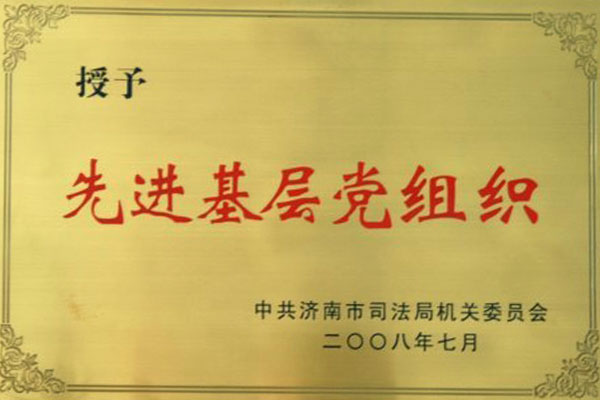 授予
先进基层党组织
中共济南市司法局机关委员会
二〇〇八年七月